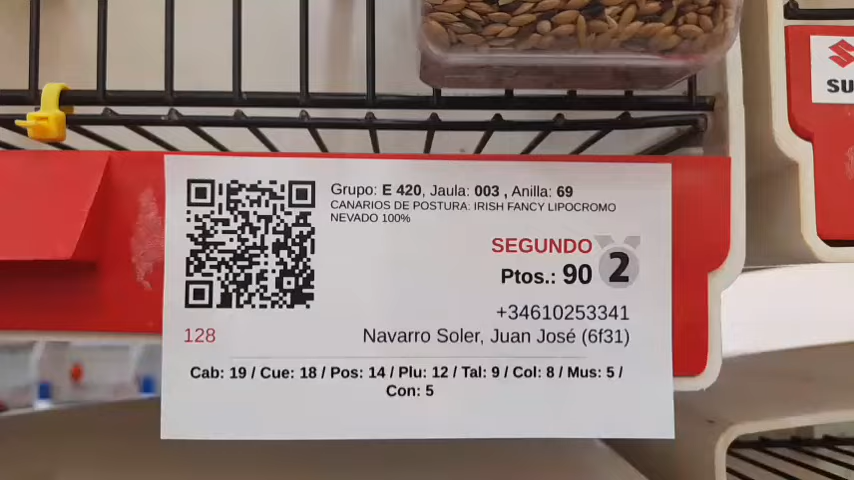 Grupo: E 420, Jaula: 003 , Anilla: 69
CANARIOS DE POSTURA: IRISH FANCY LIPOCROMO
NEVADO 100%
SEGUNDO
Ptos.: 90 2
+34610253341
128
Navarro Soler, Juan José (6f31)
Cab: 19 / Cue: 18 / Pos: 14 / Plu: 12 / Tal: 9 / Col: 8 / Mus: 5 /
Con: 5
SU